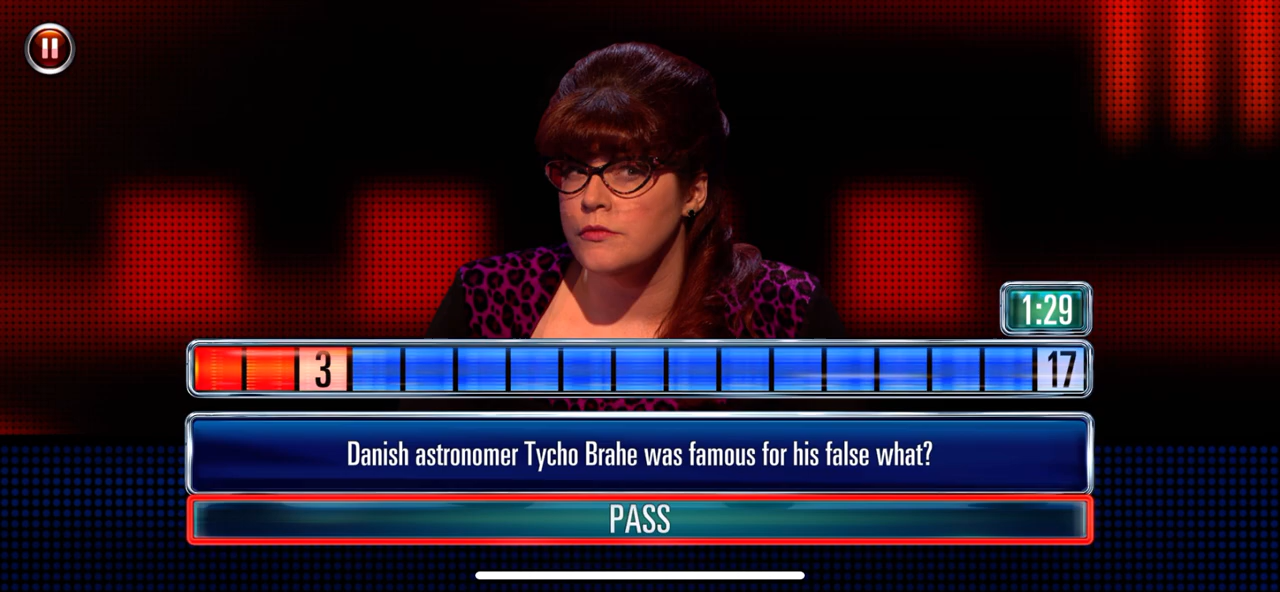 1:29
3
17
Danish astronomer Tycho Brahe was famous for his false what?
PASS